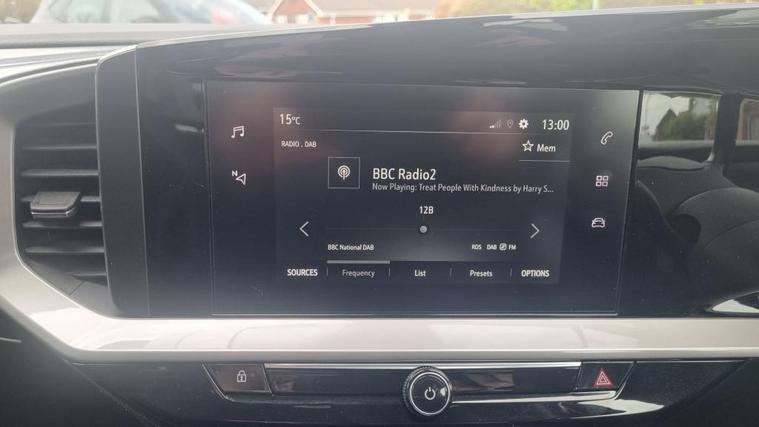 15°C 13:00
RADIO . DAB
Mem
BBC Radio2
Now Playing: Treat People With Kindness by Harry S...
N
12B
BBC National DAB RDS DAB FM
SOURCES Frequency List Presets OPTIONS